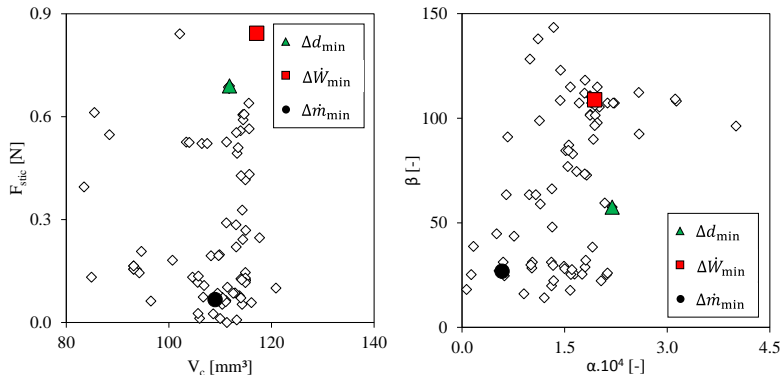 0.9
0.6
0.3
0.0
80
100
120
140
F_stic [N]
V_c [mm³]
Δd_min
ΔẆ_min
Δṁ_min
150
100
50
0
0.0
1.5
3.0
4.5
β [-]
α.10⁴ [-]
Δd_min
ΔẆ_min
Δṁ_min